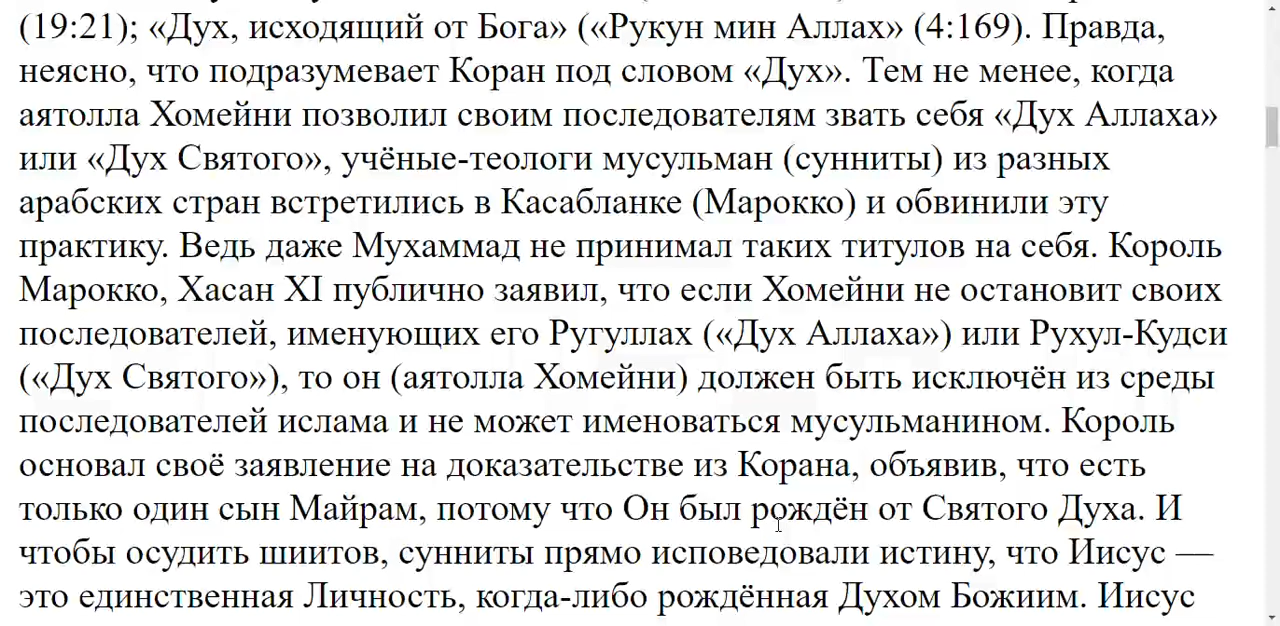 (19:21); «Дух, исходящий от Бога» («Рукун мин Аллах» (4:169). Правда,
неясно, что подразумевает Коран под словом «Дух». Тем не менее, когда
аятолла Хомейни позволил своим последователям звать себя «Дух Аллаха»
или «Дух Святого», учёные-теологи мусульман (сунниты) из разных
арабских стран встретились в Касабланке (Марокко) и обвинили эту
практику. Ведь даже Мухаммад не принимал таких титулов на себя. Король
Марокко, Хасан XI публично заявил, что если Хомейни не остановит своих
последователей, именующих его Ругуллах («Дух Аллаха») или Рухул-Кудси
(«Дух Святого»), то он (аятолла Хомейни) должен быть исключён из среды
последователей ислама и не может именоваться мусульманином. Король
основал своё заявление на доказательстве из Корана, объявив, что есть
только один сын Майрам, потому что Он был рождён от Святого Духа. И
чтобы осудить шиитов, сунниты прямо исповедовали истину, что Иисус —
это единственная Личность, когда-либо рождённая Духом Божиим. Иисус